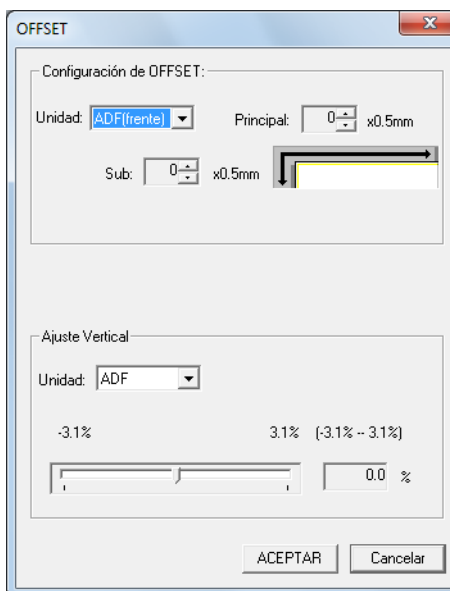 OFFSET
Configuración de OFFSET:
Unidad: ADF(frente) Principal: 0 x0.5mm
Sub: 0 x0.5mm
Ajuste Vertical
Unidad: ADF
-3.1% 3.1% (-3.1% -- 3.1%)
0.0 %
ACEPTAR Cancelar